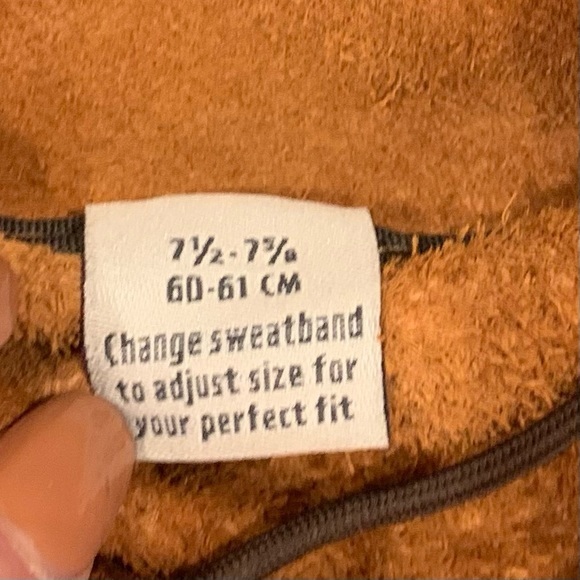 7½-7⅝
60-61 CM
Change sweatband
to adjust size for
your perfect fit